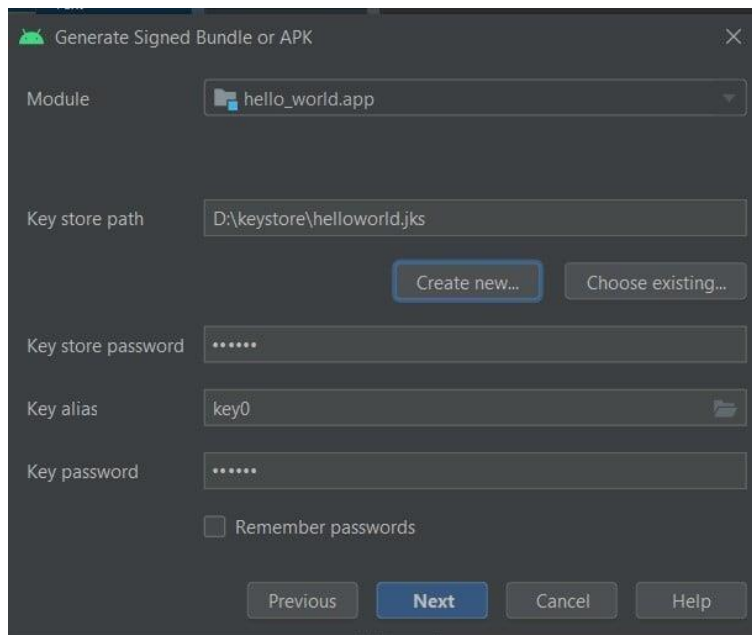 Generate Signed Bundle or APK
Module hello_world.app
Key store path D:\keystore\helloworld.jks
Create new... Choose existing...
Key store password ••••••
Key alias key0
Key password ••••••
Remember passwords
Previous Next Cancel Help